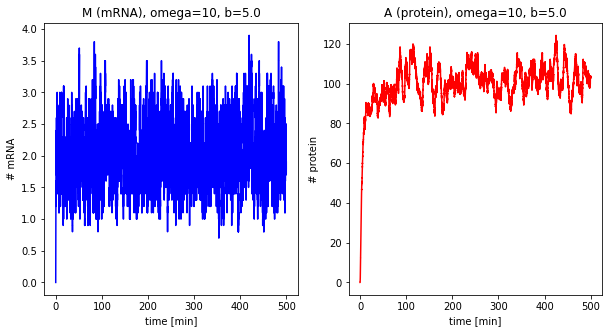 M (mRNA), omega=10, b=5.0
# mRNA
4.0
3.5
3.0
2.5
2.0
1.5
1.0
0.5
0.0
0 100 200 300 400 500
time [min]
A (protein), omega=10, b=5.0
# protein
120
100
80
60
40
20
0
0 100 200 300 400 500
time [min]